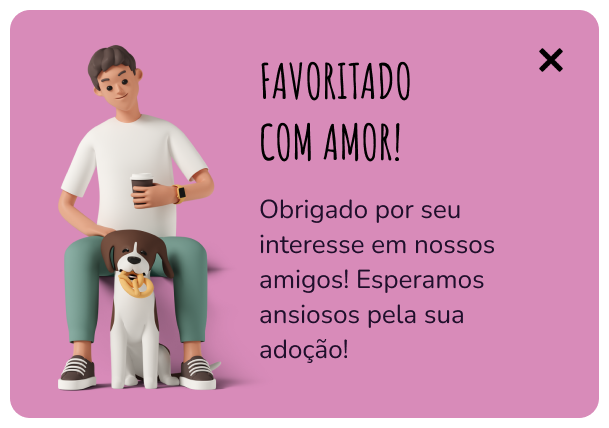 FAVORITADO
COM AMOR!
Obrigado por seu
interesse em nossos
amigos! Esperamos
ansiosos pela sua
adoção!